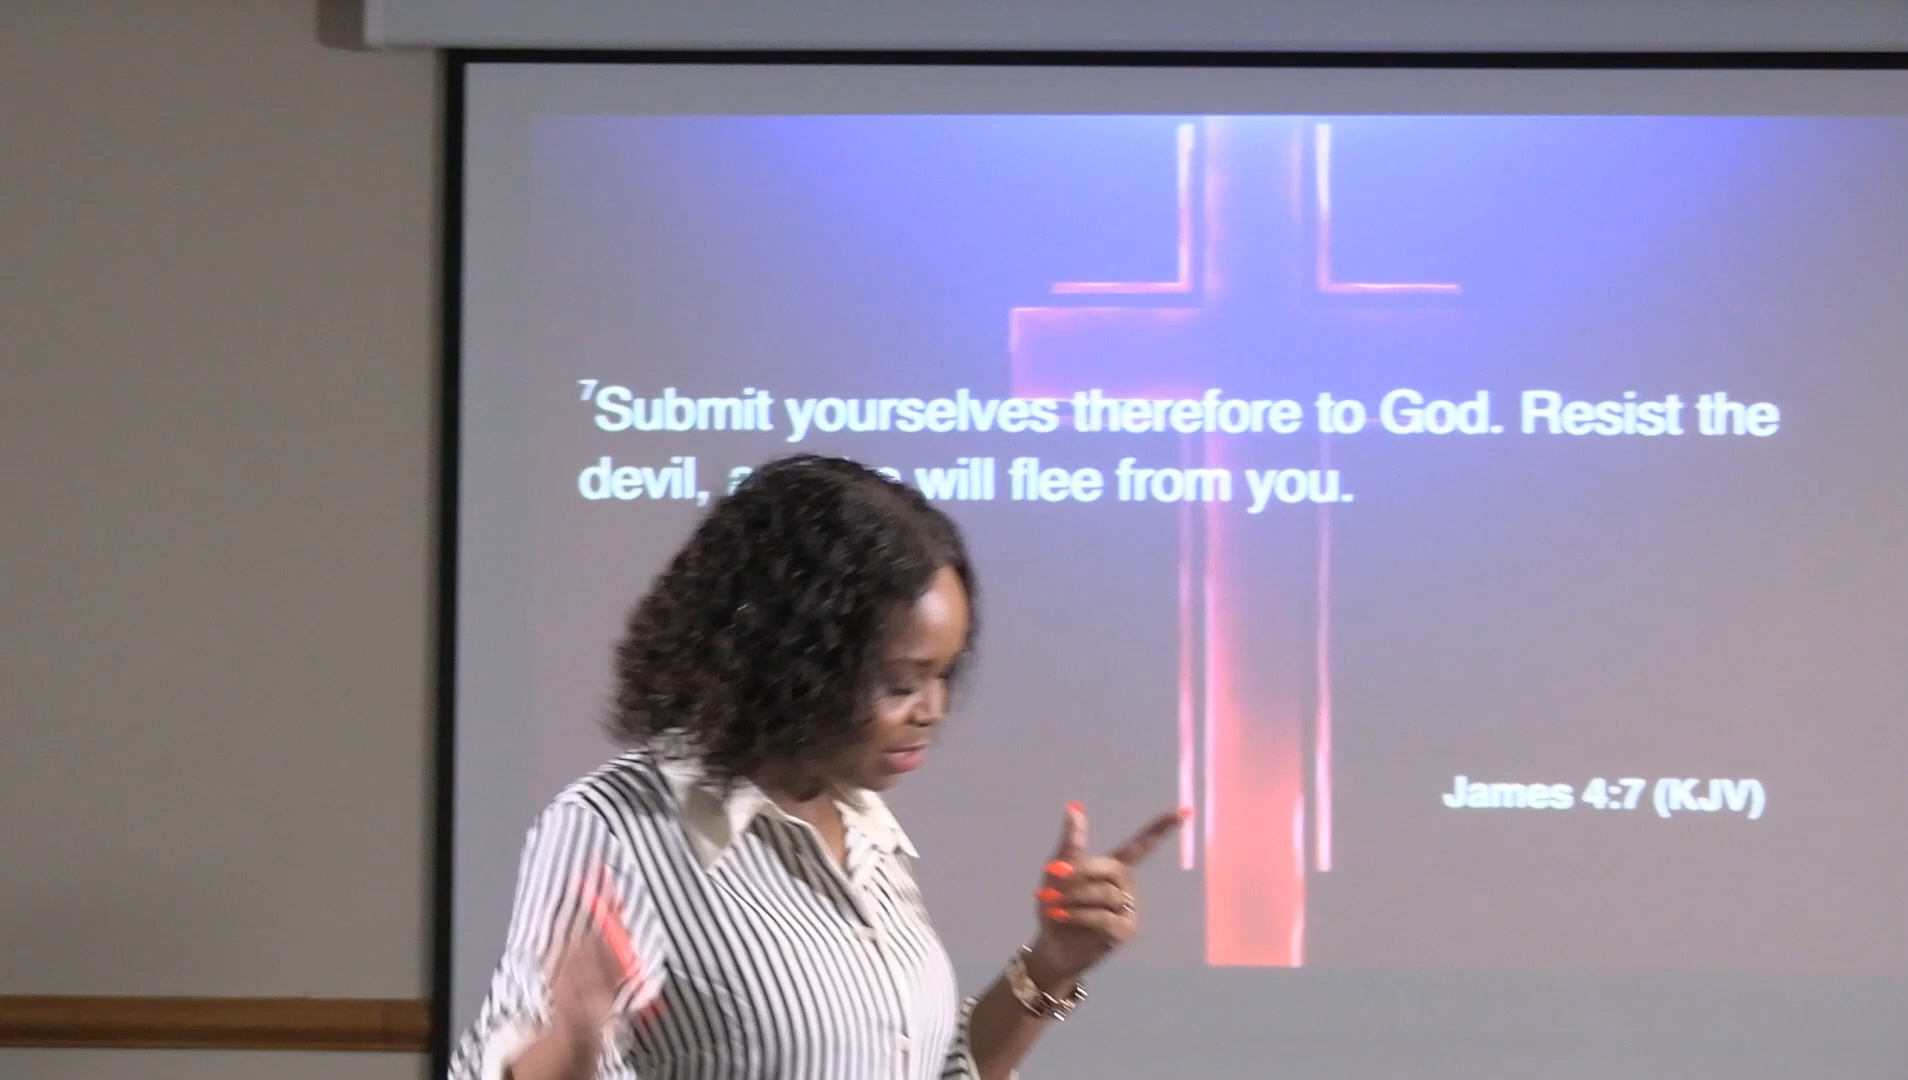 ⁷Submit yourselves therefore to God. Resist the
devil, will flee from you.
James 4:7 (KJV)